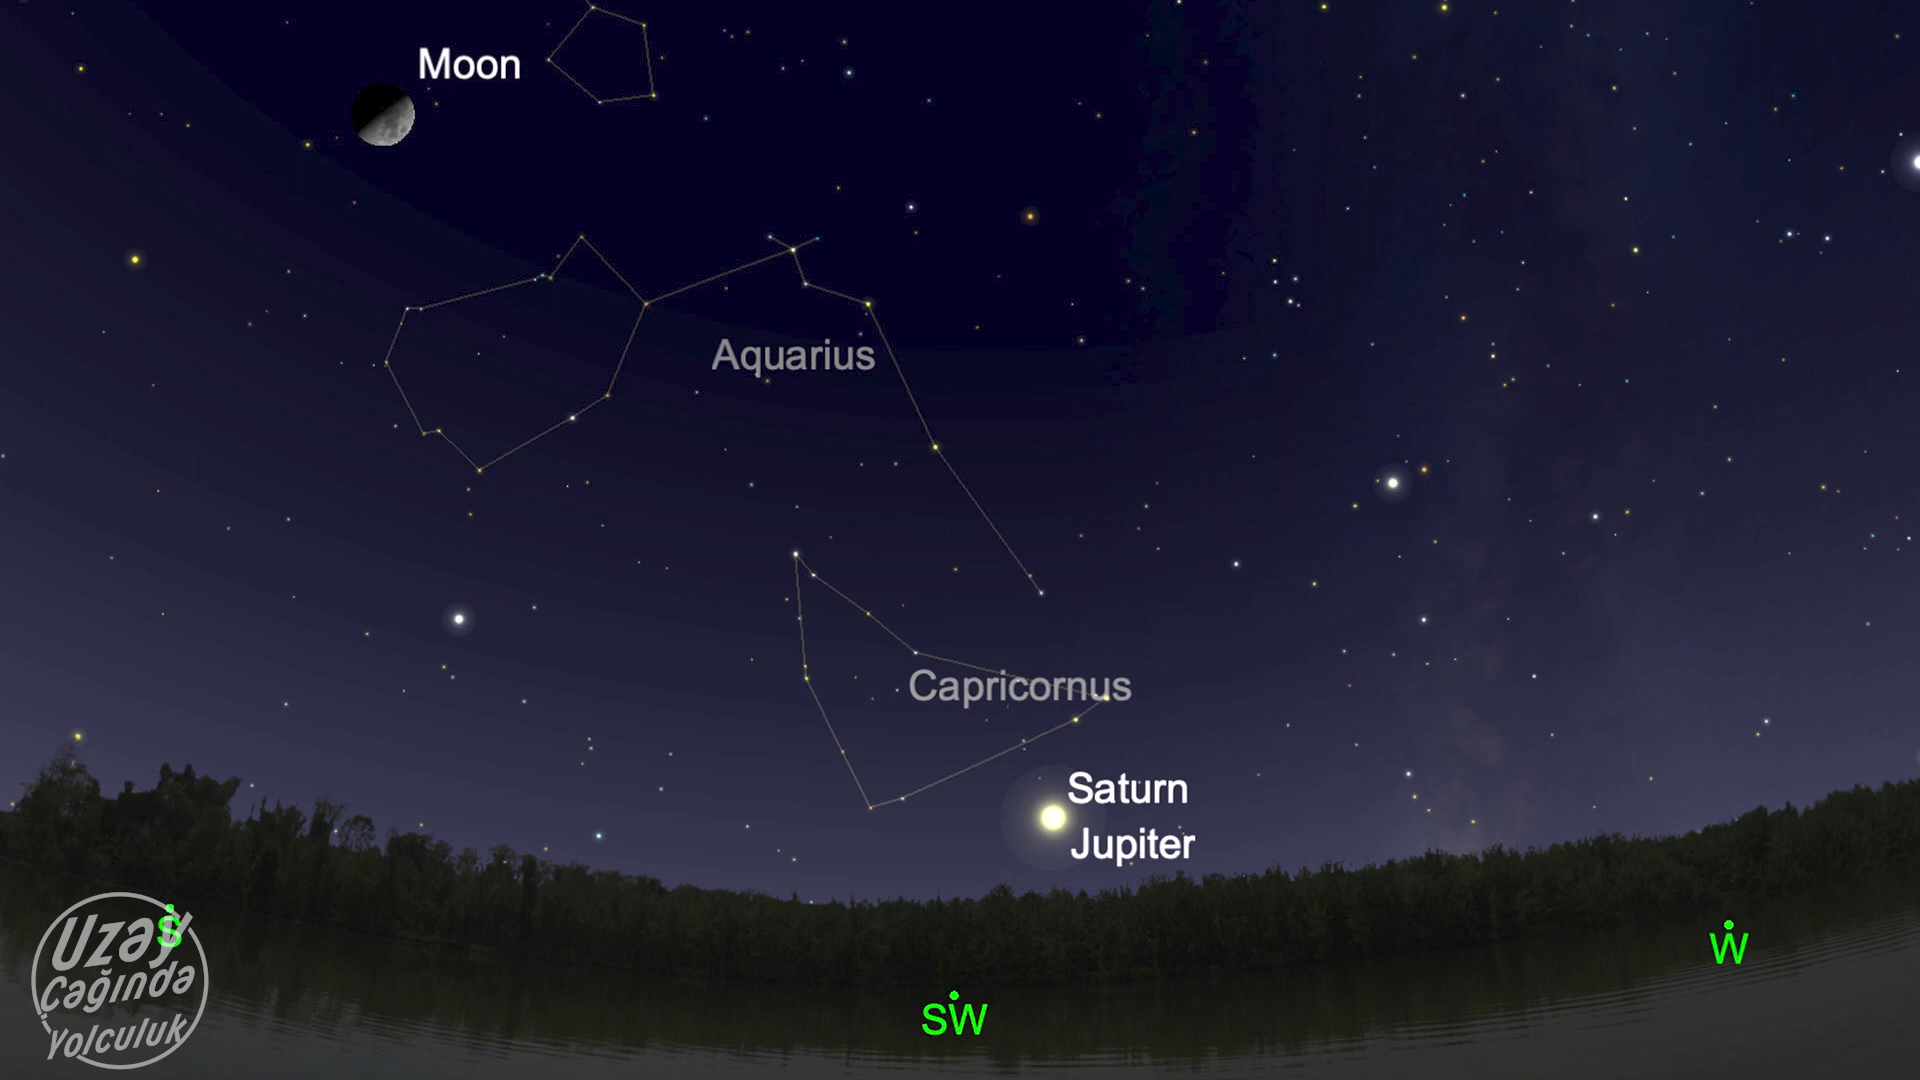 Moon
Aquarius
Capricornus
Saturn
Jupiter
S
W
SW
Uzay
Çağında
Yolculuk